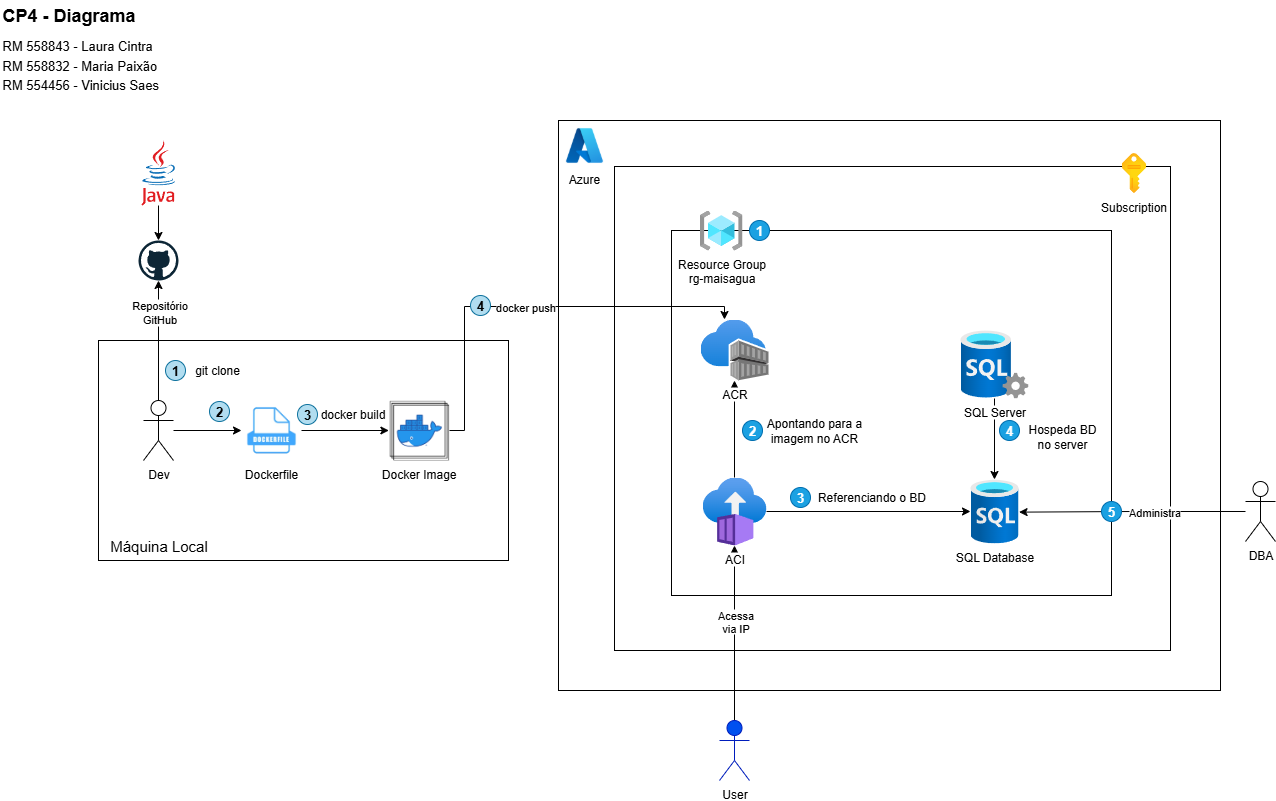 CP4 - Diagrama
RM 558843 - Laura Cintra
RM 558832 - Maria Paixão
RM 554456 - Vinicius Saes
Java
Repositório
GitHub
1
git clone
2
3
docker build
DOCKERFILE
Dev
Dockerfile
Docker Image
Máquina Local
4
docker push
Azure
Subscription
1
Resource Group
rg-maisagua
ACR
2
Apontando para a
imagem no ACR
SQL
SQL Server
4
Hospeda BD
no server
3
Referenciando o BD
ACI
SQL
SQL Database
5
Administra
DBA
Acessa
via IP
User